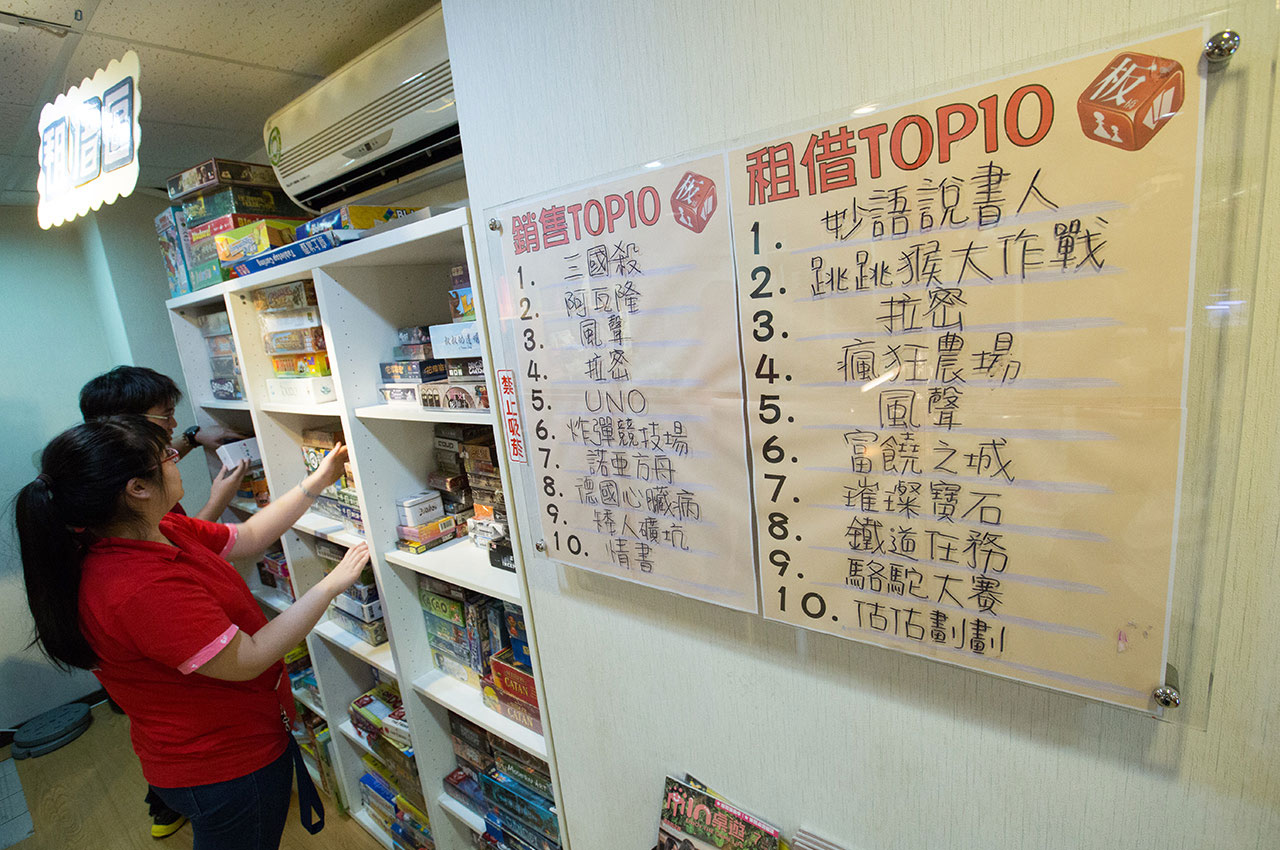 租借區
銷售TOP10
板
1. 三國殺
2. 阿瓦隆
3. 風聲
4. 拉密
5. UNO
6. 炸彈競技場
7. 諾亞方舟
8. 德國心臟病
9. 矮人礦坑
10. 情書
租借TOP10
板
1. 妙語說書人
2. 跳跳猴大作戰
3. 拉密
4. 瘋狂農場
5. 風聲
6. 富饒之城
7. 璀璨寶石
8. 鐵道任務
9. 駱駝大賽
10. 估估劃劃
禁止吸菸
CACAO
CATAN
CATAN